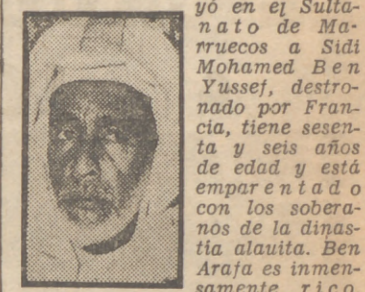 yó en el Sulta-
nato de Ma-
rruecos a Sidi
Mohamed Ben
Yussef, destro-
nado por Fran-
cia, tiene sesen-
ta y seis años
de edad y está
emparentado
con los sobera-
nos de la dinas-
tía alauita. Ben
Arafa es inmen-
samente rico,